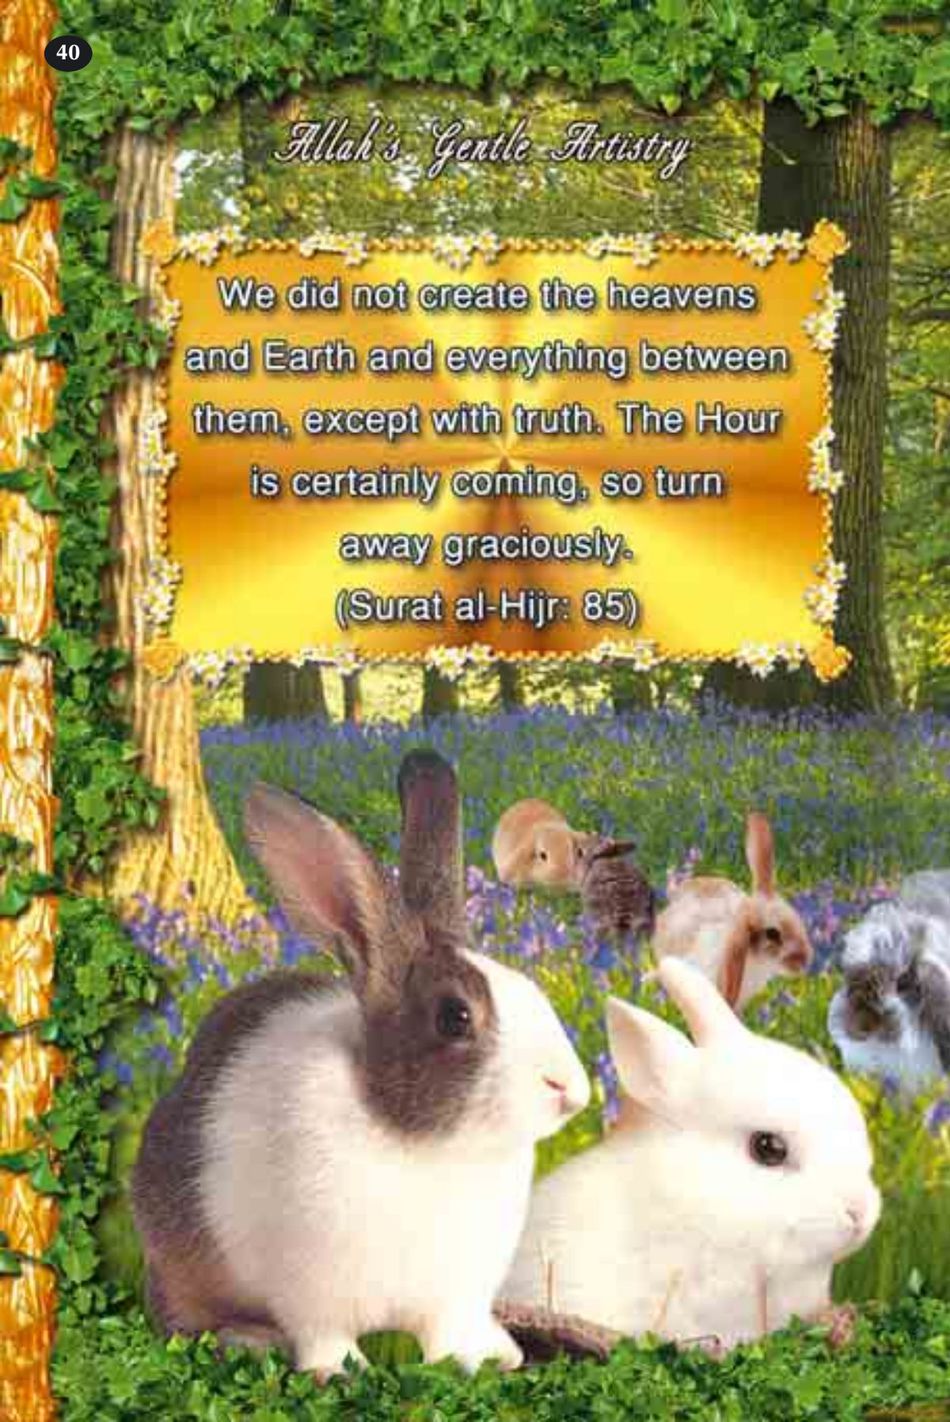 40
Allah's Gentle Artistry
We did not create the heavens
and Earth and everything between
them, except with truth. The Hour
is certainly coming, so turn
away graciously.
(Surat al-Hijr: 85)